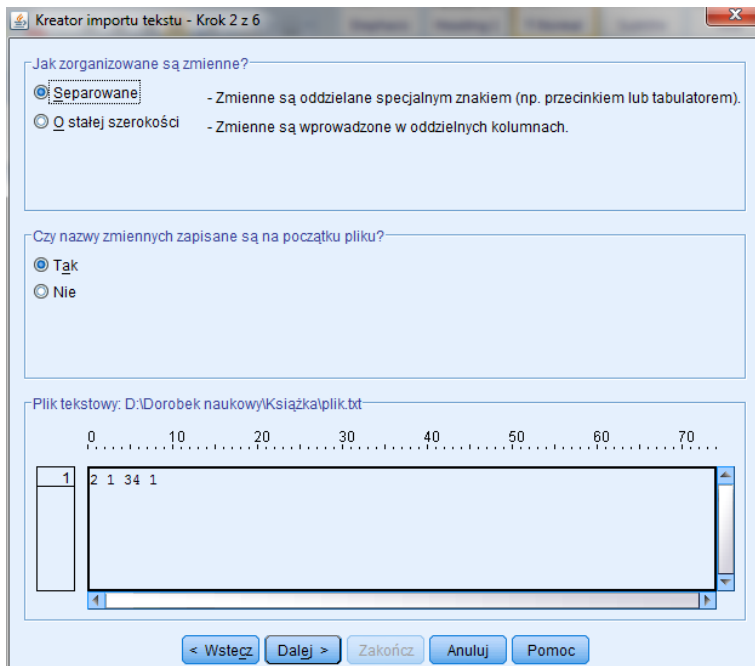 Kreator importu tekstu - Krok 2 z 6
Jak zorganizowane są zmienne?
Separowane - Zmienne są oddzielane specjalnym znakiem (np. przecinkiem lub tabulatorem).
O stałej szerokości - Zmienne są wprowadzone w oddzielnych kolumnach.
Czy nazwy zmiennych zapisane są na początku pliku?
Tak
Nie
Plik tekstowy: D:\Dorobek naukowy\Książka\plik.txt
0 10 20 30 40 50 60 70
1 2 1 34 1
< Wstecz Dalej > Zakończ Anuluj Pomoc